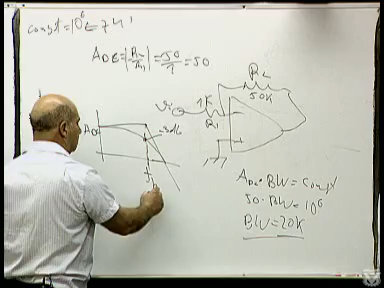 const=10⁶ ⇐ 741
A_DC=|R₂/R₁|=50/1=50
R₂
50K
Vi
1K
R₁
A_DC
-3dB
f₁
A_DC · BW = const
50 · BW = 10⁶
BW = 20K